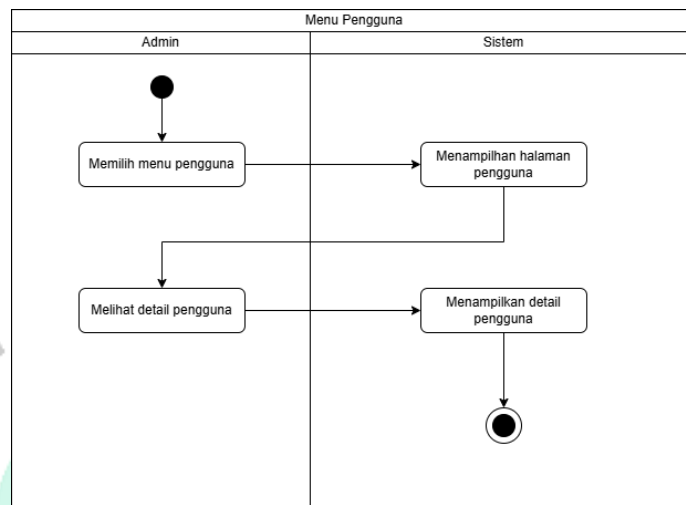 Menu Pengguna
Admin
Sistem
Memilih menu pengguna
Menampilhan halaman
pengguna
Melihat detail pengguna
Menampilkan detail
pengguna